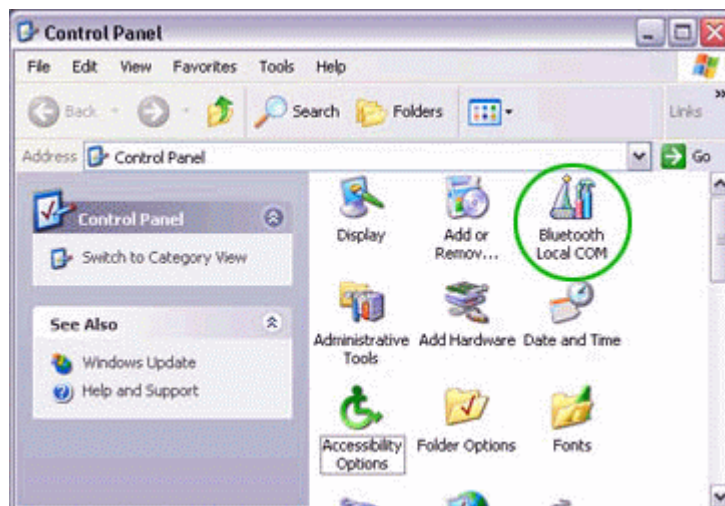 Control Panel
File Edit View Favorites Tools Help
Back Search Folders Links »
Address Control Panel Go
Control Panel
Switch to Category View
See Also
Windows Update
Help and Support
Display
Add or
Remov...
Bluetooth
Local COM
Administrative
Tools
Add Hardware
Date and Time
Accessibility
Options
Folder Options
Fonts